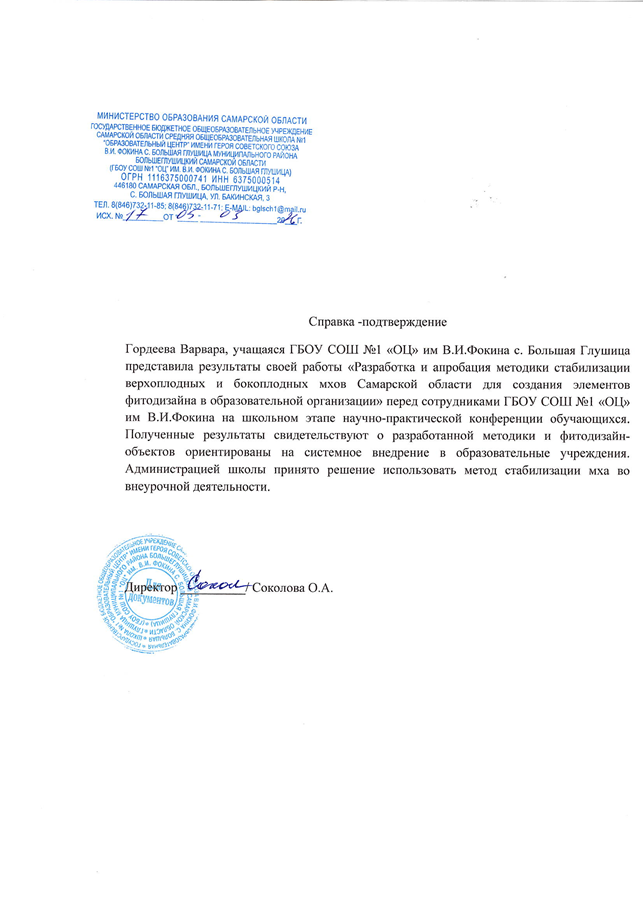 МИНИСТЕРСТВО ОБРАЗОВАНИЯ САМАРСКОЙ ОБЛАСТИ
ГОСУДАРСТВЕННОЕ БЮДЖЕТНОЕ ОБЩЕОБРАЗОВАТЕЛЬНОЕ УЧРЕЖДЕНИЕ
САМАРСКОЙ ОБЛАСТИ СРЕДНЯЯ ОБЩЕОБРАЗОВАТЕЛЬНАЯ ШКОЛА №1
"ОБРАЗОВАТЕЛЬНЫЙ ЦЕНТР" ИМЕНИ ГЕРОЯ СОВЕТСКОГО СОЮЗА
В.И. ФОКИНА С. БОЛЬШАЯ ГЛУШИЦА МУНИЦИПАЛЬНОГО РАЙОНА
БОЛЬШЕГЛУШИЦКИЙ САМАРСКОЙ ОБЛАСТИ
(ГБОУ СОШ №1 "ОЦ" ИМ. В.И. ФОКИНА С. БОЛЬШАЯ ГЛУШИЦА)
ОГРН 1116375000741 ИНН 6375000514
446180 САМАРСКАЯ ОБЛ., БОЛЬШЕГЛУШИЦКИЙ Р-Н,
С. БОЛЬШАЯ ГЛУШИЦА, УЛ. БАКИНСКАЯ, 3
ТЕЛ. 8(846)732-11-85; 8(846)732-11-71; E-MAIL: bglsch1@mail.ru
ИСХ. № 17 ОТ 05. 03 2026 Г.
Справка -подтверждение
Гордеева Варвара, учащаяся ГБОУ СОШ №1 «ОЦ» им В.И.Фокина с. Большая Глушица
представила результаты своей работы «Разработка и апробация методики стабилизации
верхоплодных и бокоплодных мхов Самарской области для создания элементов
фитодизайна в образовательной организации» перед сотрудниками ГБОУ СОШ №1 «ОЦ»
им В.И.Фокина на школьном этапе научно-практической конференции обучающихся.
Полученные результаты свидетельствуют о разработанной методики и фитодизайн-
объектов ориентированы на системное внедрение в образовательные учреждения.
Администрацией школы принято решение использовать метод стабилизации мха во
внеурочной деятельности.
Директор Сокол / Соколова О.А.
Для
документов